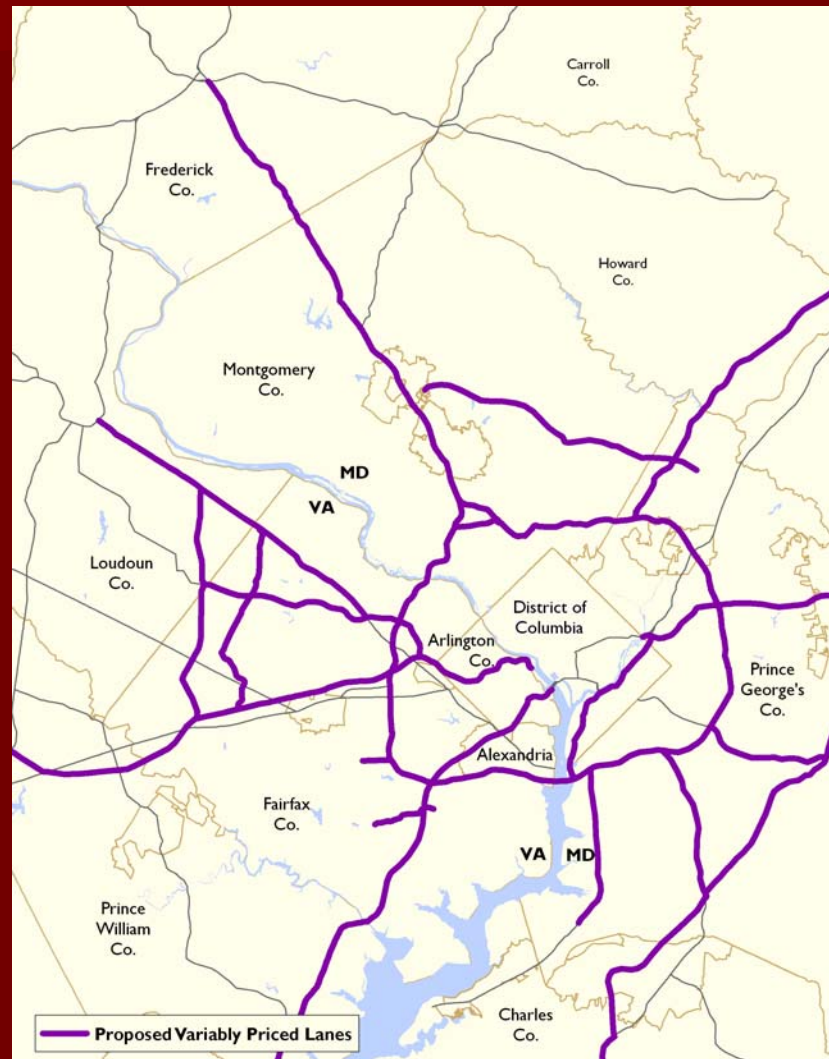 Carroll
Co.
Frederick
Co.
Howard
Co.
Montgomery
Co.
MD
VA
Loudoun
Co.
District of
Columbia
Arlington
Co.
Prince
George's
Co.
Alexandria
Fairfax
Co.
VA
MD
Prince
William
Co.
Charles
Co.
Proposed Variably Priced Lanes